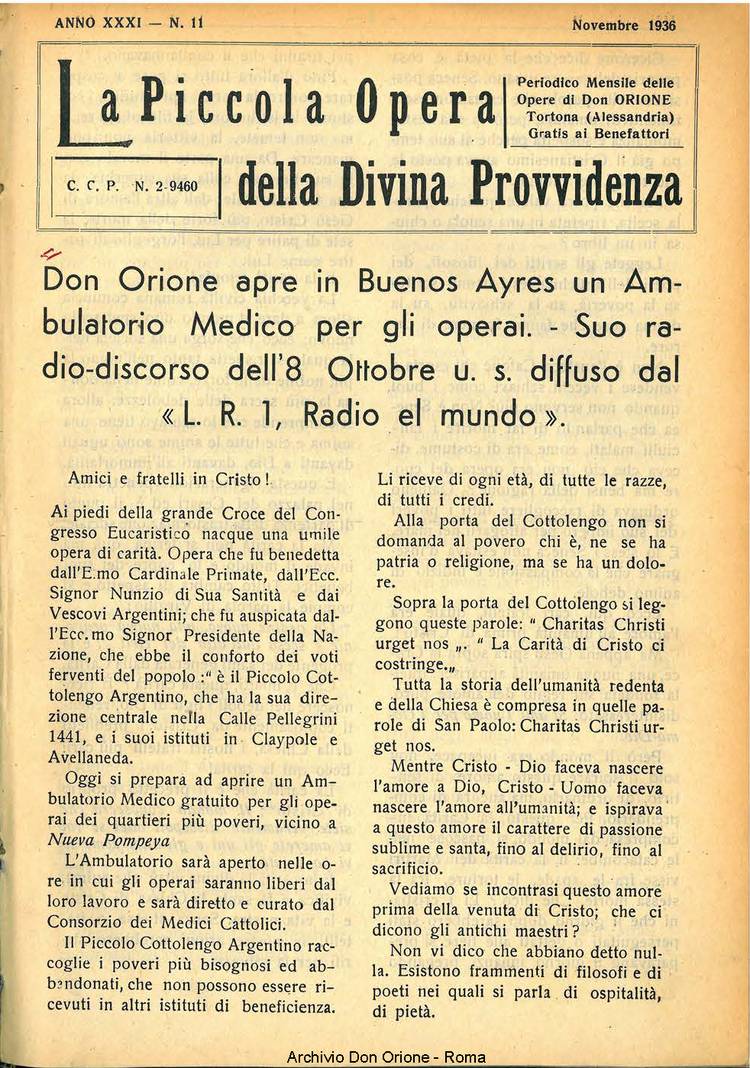 ANNO XXXI — N. 11
Novembre 1936
La Piccola Opera
Periodico Mensile delle
Opere di Don ORIONE
Tortona (Alessandria)
Gratis ai Benefattori
C. C. P. N. 2-9460
della Divina Provvidenza
Don Orione apre in Buenos Ayres un Am-
bulatorio Medico per gli operai. - Suo ra-
dio-discorso dell'8 Ottobre u. s. diffuso dal
« L. R. 1, Radio el mundo ».
Amici e fratelli in Cristo !
Ai piedi della grande Croce del Con-
gresso Eucaristico nacque una umile
opera di carità. Opera che fu benedetta
dall'E.mo Cardinale Primate, dall'Ecc.
Signor Nunzio di Sua Santità e dai
Vescovi Argentini; che fu auspicata dal-
l'Ecc.mo Signor Presidente della Na-
zione, che ebbe il conforto dei voti
ferventi del popolo :" è il Piccolo Cot-
tolengo Argentino, che ha la sua dire-
zione centrale nella Calle Pellegrini
1441, e i suoi istituti in Claypole e
Avellaneda.
Oggi si prepara ad aprire un Am-
bulatorio Medico gratuito per gli ope-
rai dei quartieri più poveri, vicino a
Nueva Pompeya
L'Ambulatorio sarà aperto nelle o-
re in cui gli operai saranno liberi dal
loro lavoro e sarà diretto e curato dal
Consorzio dei Medici Cattolici.
Il Piccolo Cottolengo Argentino rac-
coglie i poveri più bisognosi ed ab-
bandonati, che non possono essere ri-
cevuti in altri istituti di beneficienza.
Li riceve di ogni età, di tutte le razze,
di tutti i credi.
Alla porta del Cottolengo non si
domanda al povero chi è, ne se ha
patria o religione, ma se ha un dolo-
re.
Sopra la porta del Cottolengo si leg-
gono queste parole: " Charitas Christi
urget nos „. " La Carità di Cristo ci
costringe.„
Tutta la storia dell'umanità redenta
e della Chiesa è compresa in quelle pa-
role di San Paolo: Charitas Christi ur-
get nos.
Mentre Cristo - Dio faceva nascere
l'amore a Dio, Cristo - Uomo faceva
nascere l'amore all'umanità; e ispirava
a questo amore il carattere di passione
sublime e santa, fino al delirio, fino al
sacrificio.
Vediamo se incontrasi questo amore
prima della venuta di Cristo; che ci
dicono gli antichi maestri ?
Non vi dico che abbiano detto nul-
la. Esistono frammenti di filosofi e di
poeti nei quali si parla di ospitalità,
di pietà.
Archivio Don Orione - Roma